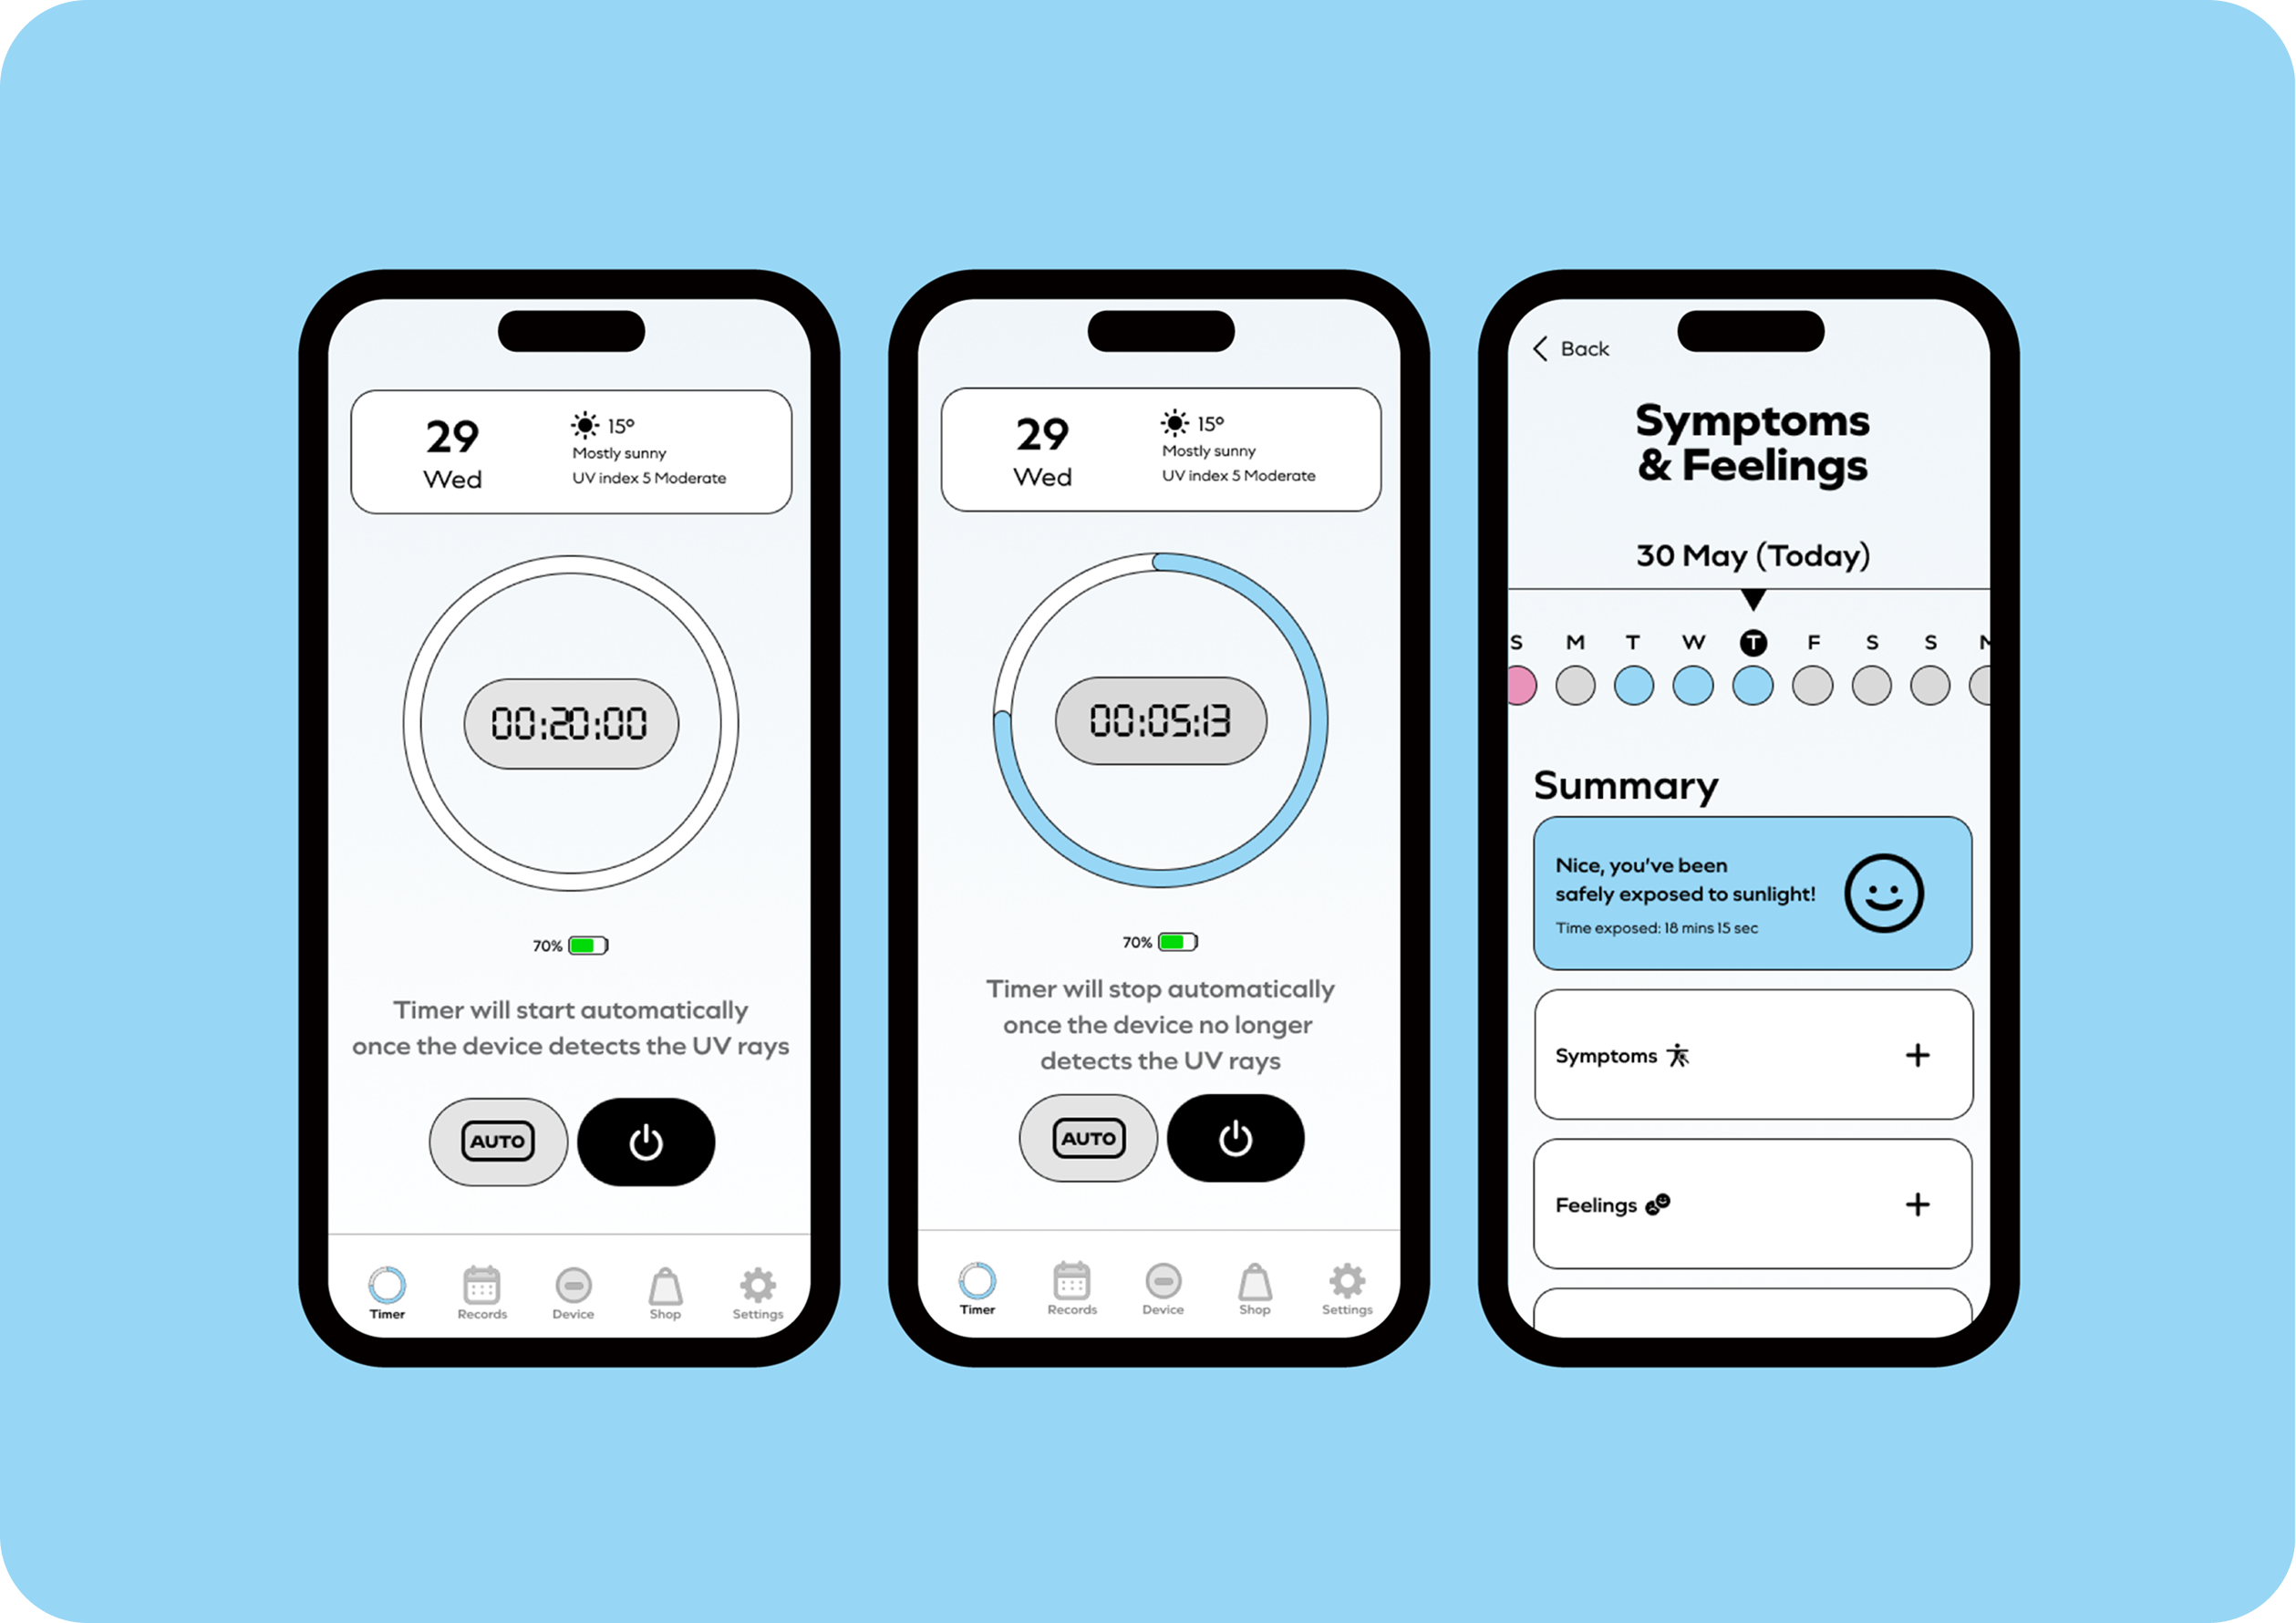 29
Wed
15°
Mostly sunny
UV index 5 Moderate
00:20:00
70%
Timer will start automatically
once the device detects the UV rays
AUTO
Timer
Records
Device
Shop
Settings
29
Wed
15°
Mostly sunny
UV index 5 Moderate
00:05:13
70%
Timer will stop automatically
once the device no longer
detects the UV rays
AUTO
Timer
Records
Device
Shop
Settings
Back
Symptoms
& Feelings
30 May (Today)
S M T W T F S S M
Summary
Nice, you've been
safely exposed to sunlight!
Time exposed: 18 mins 15 sec
Symptoms
Feelings